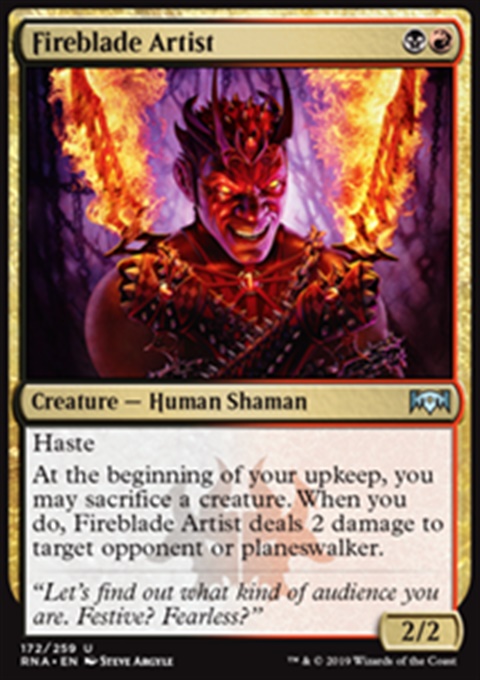 Fireblade Artist
Creature — Human Shaman
Haste
At the beginning of your upkeep, you
may sacrifice a creature. When you
do, Fireblade Artist deals 2 damage to
target opponent or planeswalker.
“Let’s find out what kind of audience you
are. Festive? Fearless?”
2/2
172/259 U
RNA • EN Steve Argyle
™ & © 2019 Wizards of the Coast